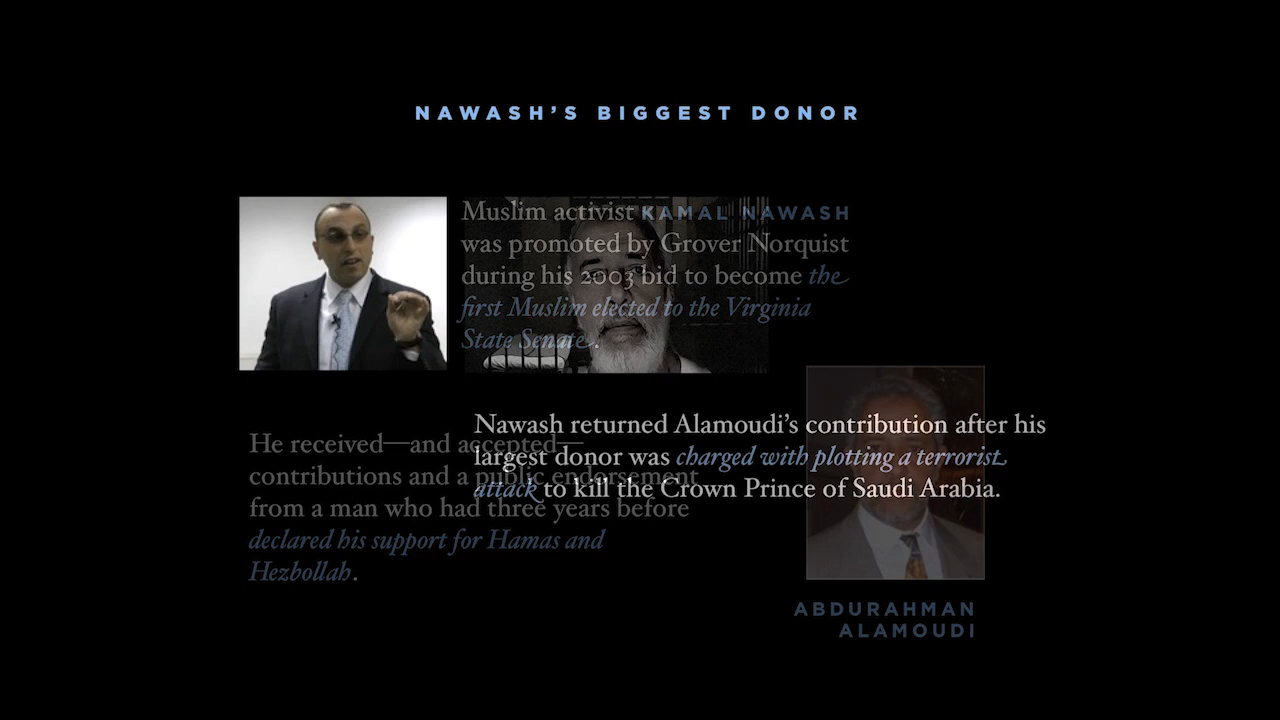 NAWASH'S BIGGEST DONOR
Muslim activist KAMAL NAWASH
was promoted by Grover Norquist
during his 2003 bid to become the
first Muslim elected to the Virginia
State Senate.
Nawash returned Alamoudi's contribution after his
largest donor was charged with plotting a terrorist
attack to kill the Crown Prince of Saudi Arabia.
He received—and accepted—
contributions and a public endorsement
from a man who had three years before
declared his support for Hamas and
Hezbollah.
ABDURAHMAN
ALAMOUDI